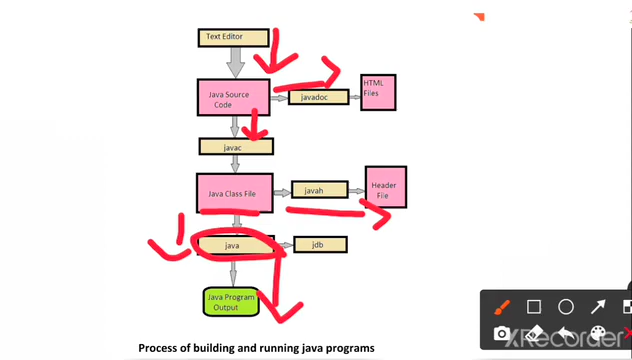 Text Editor
Java Source
Code
javadoc
HTML
Files
javac
Java Class File
javah
Header
File
java
jdb
Java Program
Output
Process of building and running java programs
XRecorder